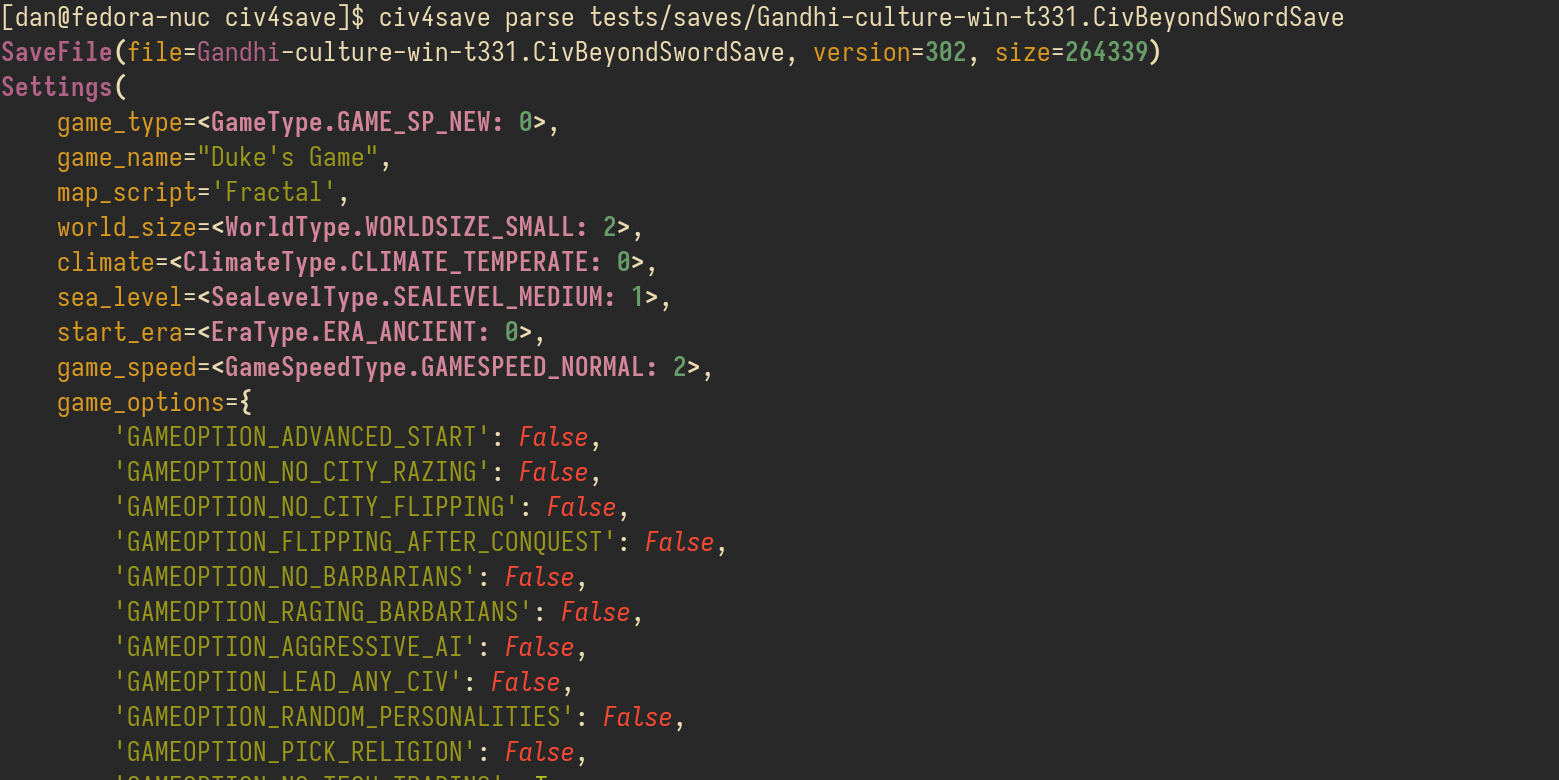 [dan@fedora-nuc civ4save]$ civ4save parse tests/saves/Gandhi-culture-win-t331.CivBeyondSwordSave
SaveFile(file=Gandhi-culture-win-t331.CivBeyondSwordSave, version=302, size=264339)
Settings(
    game_type=<GameType.GAME_SP_NEW: 0>,
    game_name="Duke's Game",
    map_script='Fractal',
    world_size=<WorldType.WORLDSIZE_SMALL: 2>,
    climate=<ClimateType.CLIMATE_TEMPERATE: 0>,
    sea_level=<SeaLevelType.SEALEVEL_MEDIUM: 1>,
    start_era=<EraType.ERA_ANCIENT: 0>,
    game_speed=<GameSpeedType.GAMESPEED_NORMAL: 2>,
    game_options={
        'GAMEOPTION_ADVANCED_START': False,
        'GAMEOPTION_NO_CITY_RAZING': False,
        'GAMEOPTION_NO_CITY_FLIPPING': False,
        'GAMEOPTION_FLIPPING_AFTER_CONQUEST': False,
        'GAMEOPTION_NO_BARBARIANS': False,
        'GAMEOPTION_RAGING_BARBARIANS': False,
        'GAMEOPTION_AGGRESSIVE_AI': False,
        'GAMEOPTION_LEAD_ANY_CIV': False,
        'GAMEOPTION_RANDOM_PERSONALITIES': False,
        'GAMEOPTION_PICK_RELIGION': False,